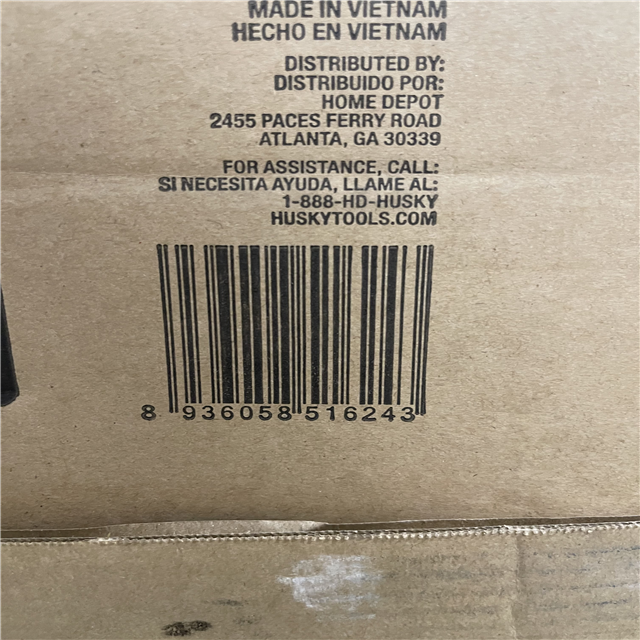 MADE IN VIETNAM
HECHO EN VIETNAM
DISTRIBUTED BY:
DISTRIBUIDO POR:
HOME DEPOT
2455 PACES FERRY ROAD
ATLANTA, GA 30339
FOR ASSISTANCE, CALL:
SI NECESITA AYUDA, LLAME AL:
1-888-HD-HUSKY
HUSKYTOOLS.COM
8 936058 516243